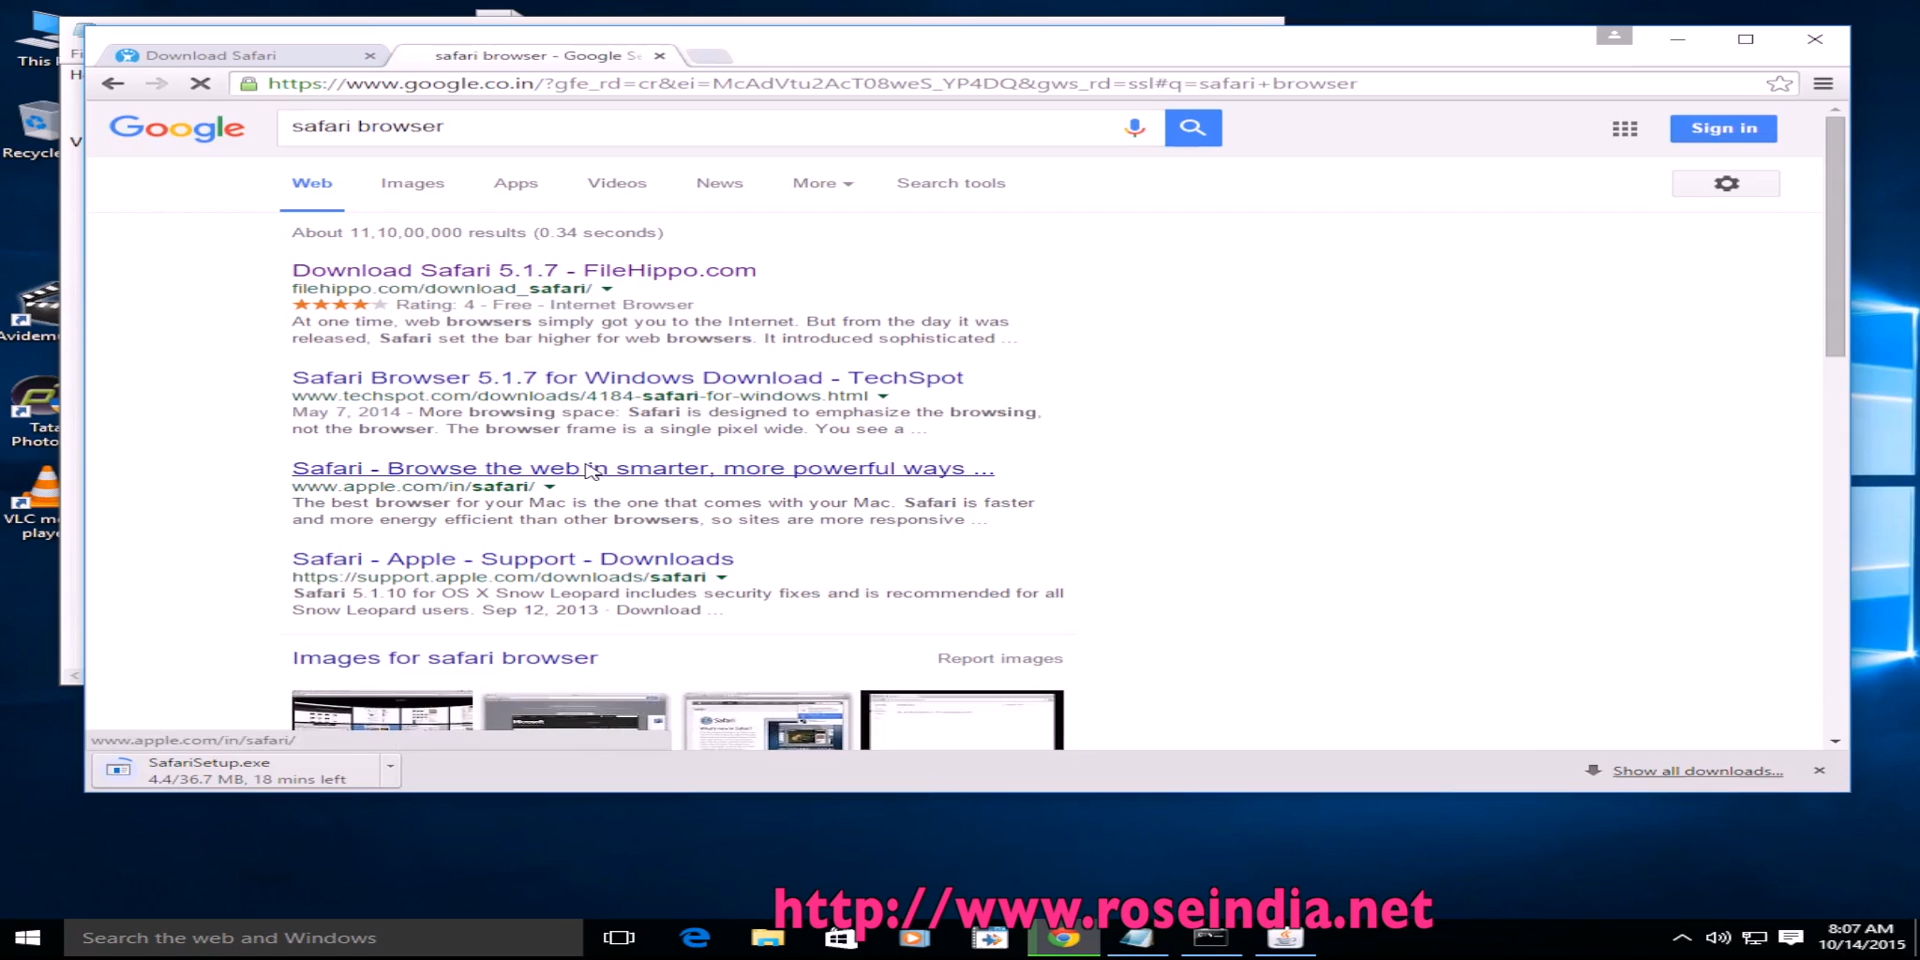 Download Safari
safari browser - Google Se
https://www.google.co.in/?gfe_rd=cr&ei=McAdVtu2AcT08weS_YP4DQ&gws_rd=ssl#q=safari+browser
This
Recycle
Avidem
Tata
Photo
VLC me
playe
Google
safari browser
Sign in
Web Images Apps Videos News More Search tools
About 11,10,00,000 results (0.34 seconds)
Download Safari 5.1.7 - FileHippo.com
filehippo.com/download_safari/
Rating: 4 - Free - Internet Browser
At one time, web browsers simply got you to the Internet. But from the day it was
released, Safari set the bar higher for web browsers. It introduced sophisticated ...
Safari Browser 5.1.7 for Windows Download - TechSpot
www.techspot.com/downloads/4184-safari-for-windows.html
May 7, 2014 - More browsing space: Safari is designed to emphasize the browsing,
not the browser. The browser frame is a single pixel wide. You see a ...
Safari - Browse the web in smarter, more powerful ways ...
www.apple.com/in/safari/
The best browser for your Mac is the one that comes with your Mac. Safari is faster
and more energy efficient than other browsers, so sites are more responsive ...
Safari - Apple - Support - Downloads
https://support.apple.com/downloads/safari
Safari 5.1.10 for OS X Snow Leopard includes security fixes and is recommended for all
Snow Leopard users. Sep 12, 2013 · Download ...
Images for safari browser
Report images
www.apple.com/in/safari/
SafariSetup.exe
4.4/36.7 MB, 18 mins left
Show all downloads...
http://www.roseindia.net
Search the web and Windows
8:07 AM
10/14/2015